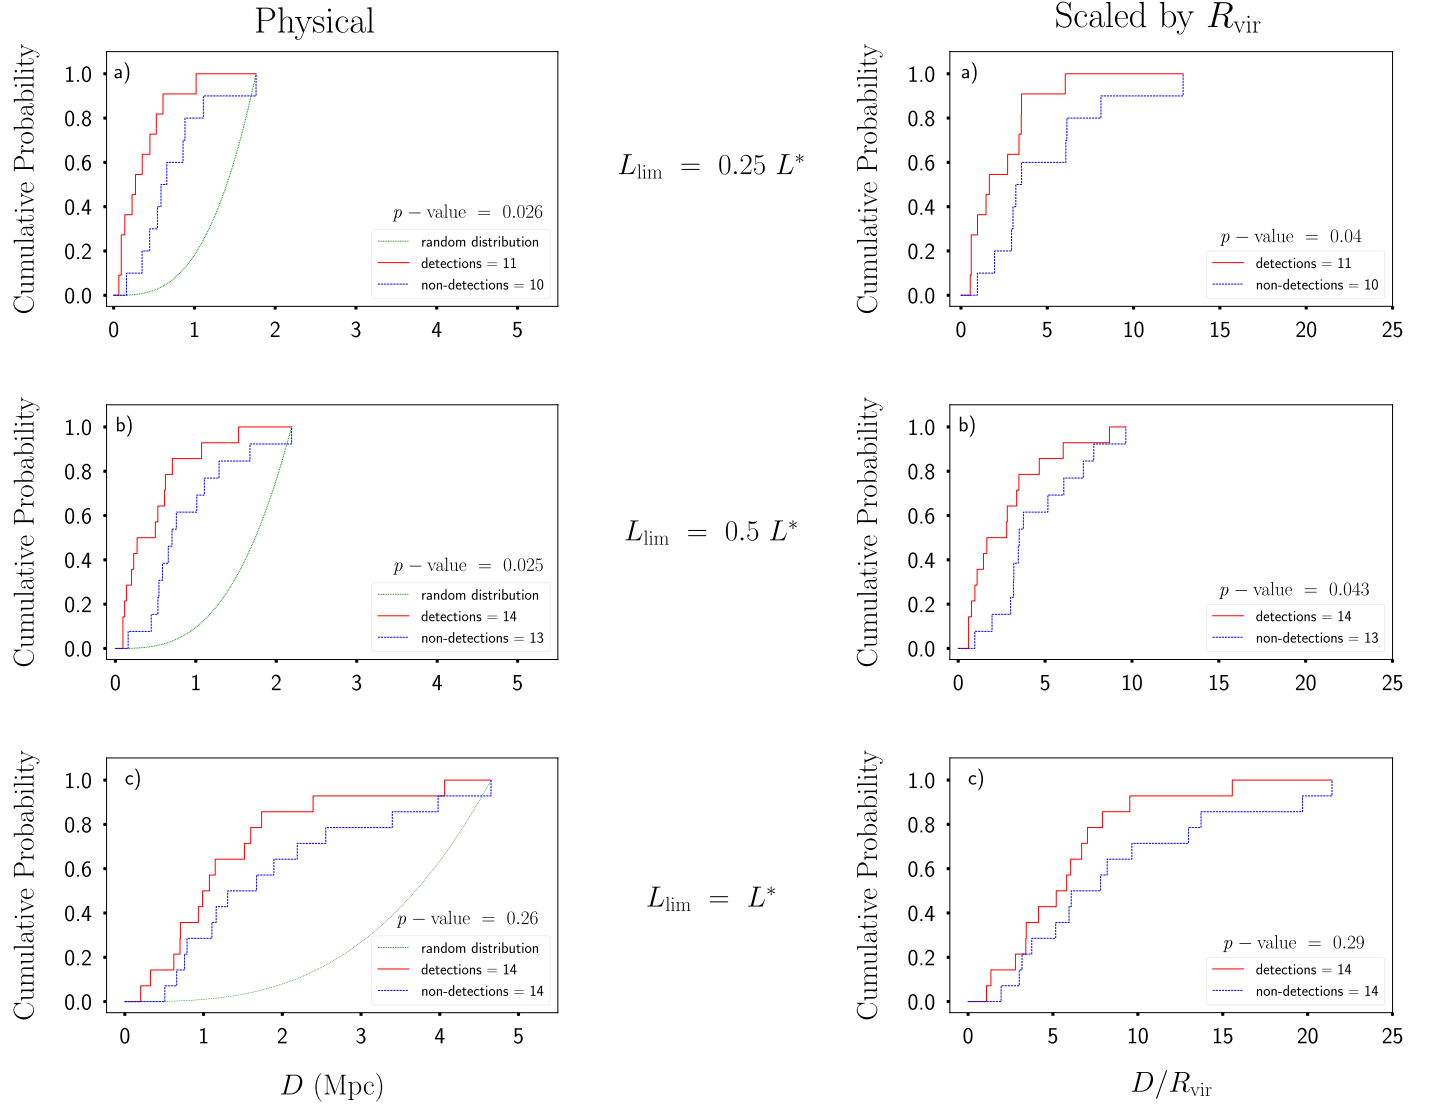 Physical
Scaled by R_vir
Cumulative Probability
1.0
0.8
0.6
0.4
0.2
0.0
a)
p − value = 0.026
random distribution
detections = 11
non-detections = 10
0 1 2 3 4 5
L_lim = 0.25 L*
Cumulative Probability
1.0
0.8
0.6
0.4
0.2
0.0
a)
p − value = 0.04
detections = 11
non-detections = 10
0 5 10 15 20 25
Cumulative Probability
1.0
0.8
0.6
0.4
0.2
0.0
b)
p − value = 0.025
random distribution
detections = 14
non-detections = 13
0 1 2 3 4 5
L_lim = 0.5 L*
Cumulative Probability
1.0
0.8
0.6
0.4
0.2
0.0
b)
p − value = 0.043
detections = 14
non-detections = 13
0 5 10 15 20 25
Cumulative Probability
1.0
0.8
0.6
0.4
0.2
0.0
c)
p − value = 0.26
random distribution
detections = 14
non-detections = 14
0 1 2 3 4 5
D (Mpc)
L_lim = L*
Cumulative Probability
1.0
0.8
0.6
0.4
0.2
0.0
c)
p − value = 0.29
detections = 14
non-detections = 14
0 5 10 15 20 25
D/R_vir